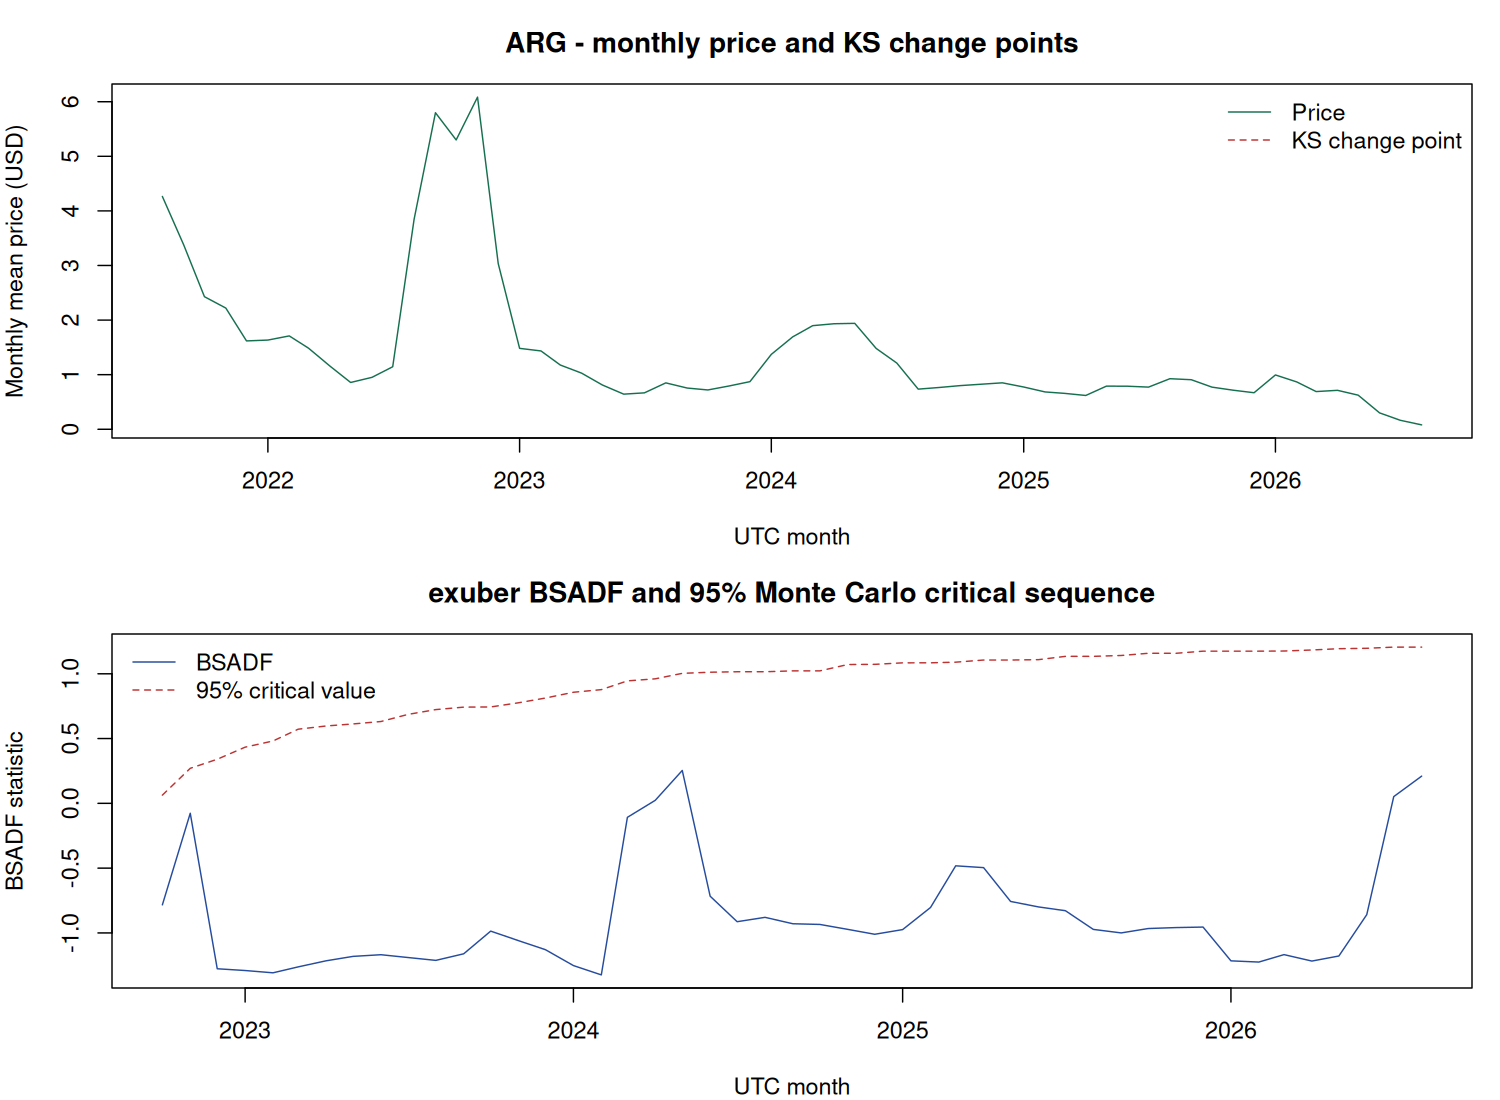 ARG - monthly price and KS change points
Monthly mean price (USD)
6
5
4
3
2
1
0
Price
KS change point
2022
2023
2024
2025
2026
UTC month
exuber BSADF and 95% Monte Carlo critical sequence
BSADF statistic
1.0
0.5
0.0
-0.5
-1.0
BSADF
95% critical value
2023
2024
2025
2026
UTC month